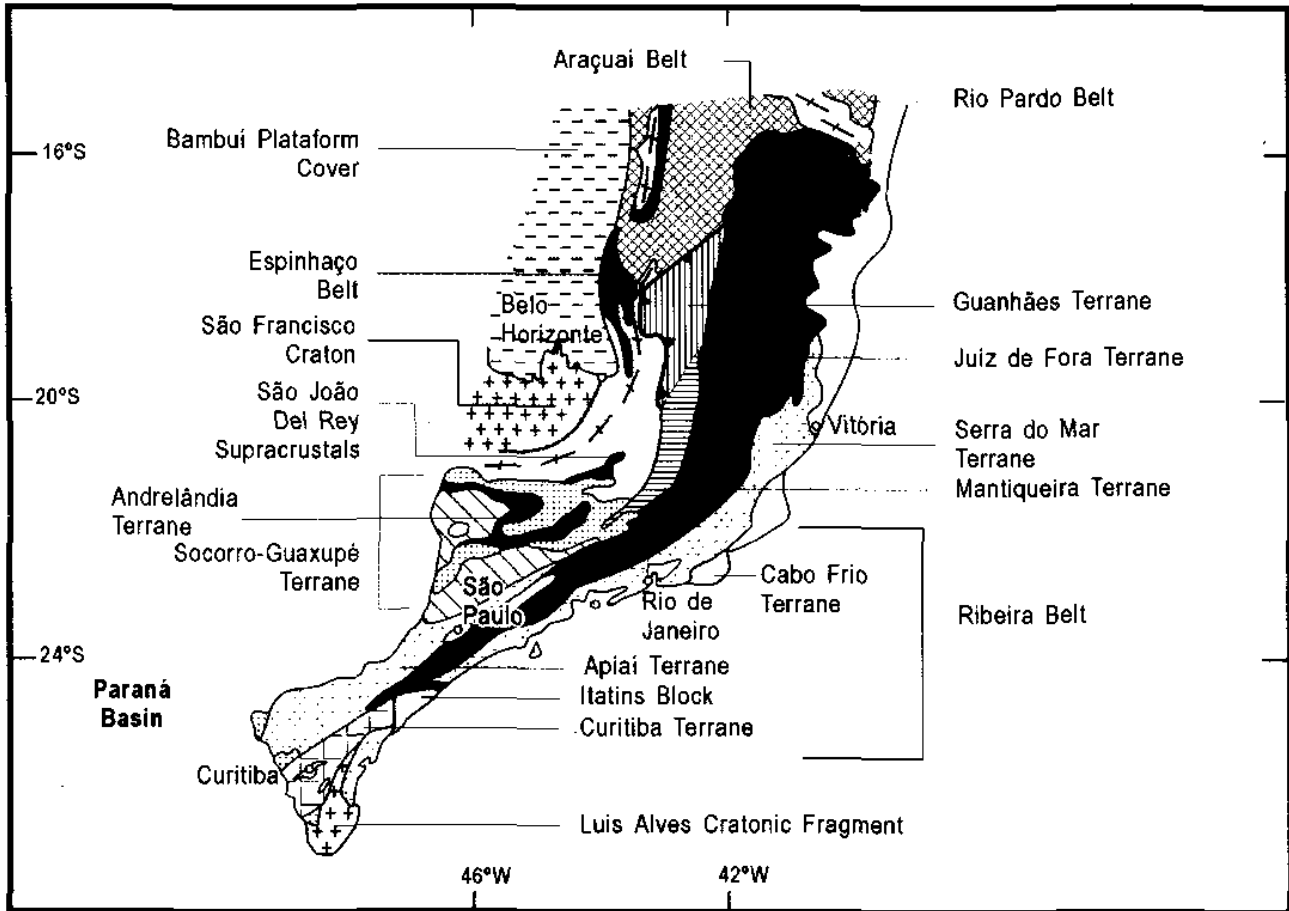 Araçuaí Belt
Rio Pardo Belt
Bambuí Plataform
Cover
16°S
Espinhaço
Belt
Belo
Horizonte
Guanhães Terrane
São Francisco
Craton
Juíz de Fora Terrane
20°S
São João
Del Rey
Supracrustals
Vitória
Serra do Mar
Terrane
Mantiqueira Terrane
Andrelândia
Terrane
Socorro-Guaxupé
Terrane
São
Paulo
Cabo Frio
Terrane
Rio de
Janeiro
Ribeira Belt
24°S
Apiaí Terrane
Itatins Block
Curitiba Terrane
Paraná
Basin
Curitiba
Luis Alves Cratonic Fragment
46°W
42°W